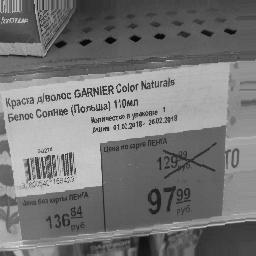 Краска д/волос GARNIER Color Naturals
Белое Солнце (Польша) 110мл
Количество в упаковке 1
Акция 01.02.2018- 26.02.2018
Цена по карте ЛЕНТА
129
97 99
руб.
Цена без карты ЛЕНТА
136 84
руб.
ТО